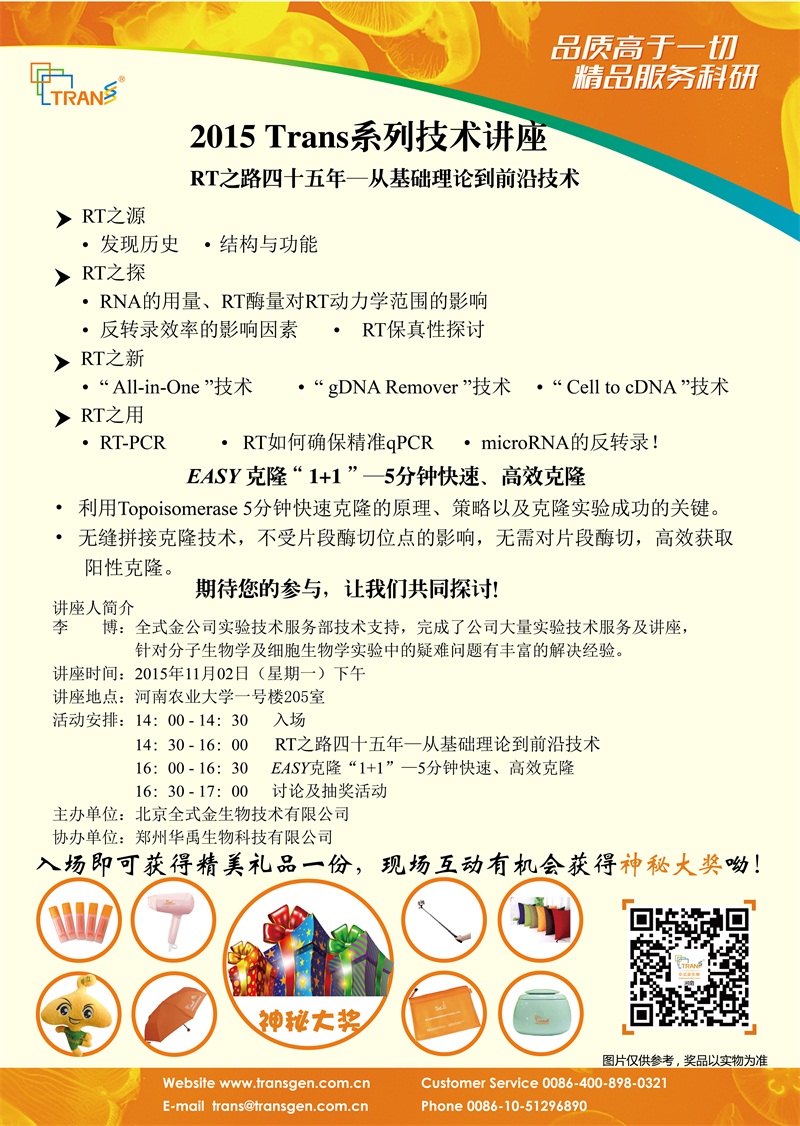 品质高于一切
精品服务科研
TRANS®
2015 Trans系列技术讲座
RT之路四十五年—从基础理论到前沿技术
➤ RT之源
• 发现历史 • 结构与功能
➤ RT之探
• RNA的用量、RT酶量对RT动力学范围的影响
• 反转录效率的影响因素 • RT保真性探讨
➤ RT之新
• “ All-in-One ”技术 • “ gDNA Remover ”技术 • “ Cell to cDNA ”技术
➤ RT之用
• RT-PCR • RT如何确保精准qPCR • microRNA的反转录！
EASY 克隆“ 1+1 ”—5分钟快速、高效克隆
• 利用Topoisomerase 5分钟快速克隆的原理、策略以及克隆实验成功的关键。
• 无缝拼接克隆技术，不受片段酶切位点的影响，无需对片段酶切，高效获取
阳性克隆。
期待您的参与，让我们共同探讨!
讲座人简介
李 博：全式金公司实验技术服务部技术支持，完成了公司大量实验技术服务及讲座，
针对分子生物学及细胞生物学实验中的疑难问题有丰富的解决经验。
讲座时间：2015年11月02日（星期一）下午
讲座地点：河南农业大学一号楼205室
活动安排：14：00 - 14：30 入场
14：30 - 16：00 RT之路四十五年—从基础理论到前沿技术
16：00 - 16：30 EASY克隆“1+1”—5分钟快速、高效克隆
16：30 - 17：00 讨论及抽奖活动
主办单位：北京全式金生物技术有限公司
协办单位：郑州华禹生物科技有限公司
入场即可获得精美礼品一份，现场互动有机会获得神秘大奖呦！
神秘大奖
TRANS
图片仅供参考，奖品以实物为准
Website www.transgen.com.cn Customer Service 0086-400-898-0321
E-mail trans@transgen.com.cn Phone 0086-10-51296890